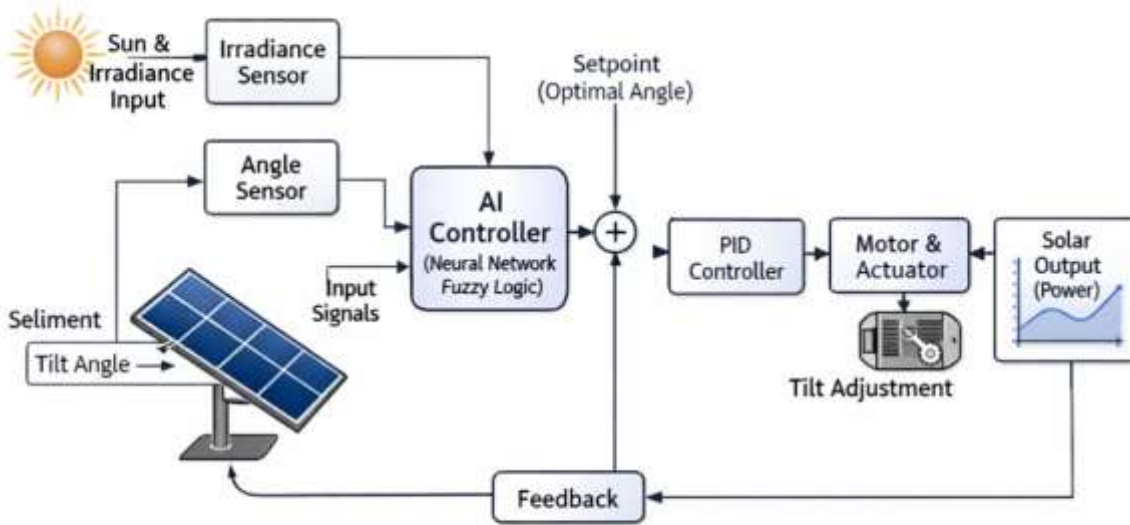 Sun &
Irradiance
Input
Irradiance
Sensor
Setpoint
(Optimal Angle)
Angle
Sensor
AI
Controller
(Neural Network
Fuzzy Logic)
+
PID
Controller
Motor &
Actuator
Solar
Output
(Power)
Input
Signals
Seliment
Tilt Angle
Tilt Adjustment
Feedback